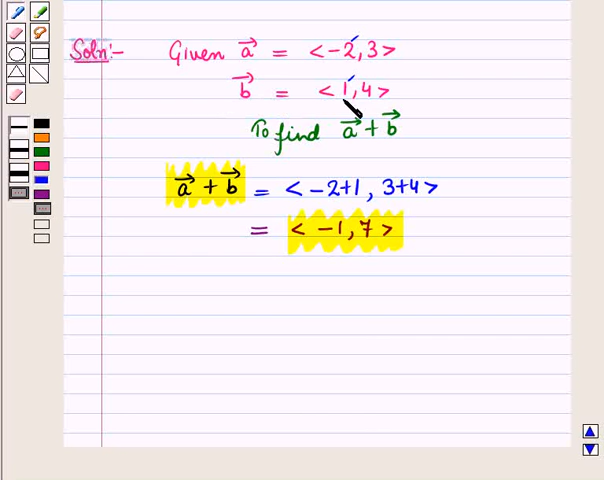 Soln:- Given a⃗ = < -2, 3 >
b⃗ = < 1, 4 >
To find a⃗ + b⃗
a⃗ + b⃗ = < -2+1, 3+4 >
= < -1, 7 >